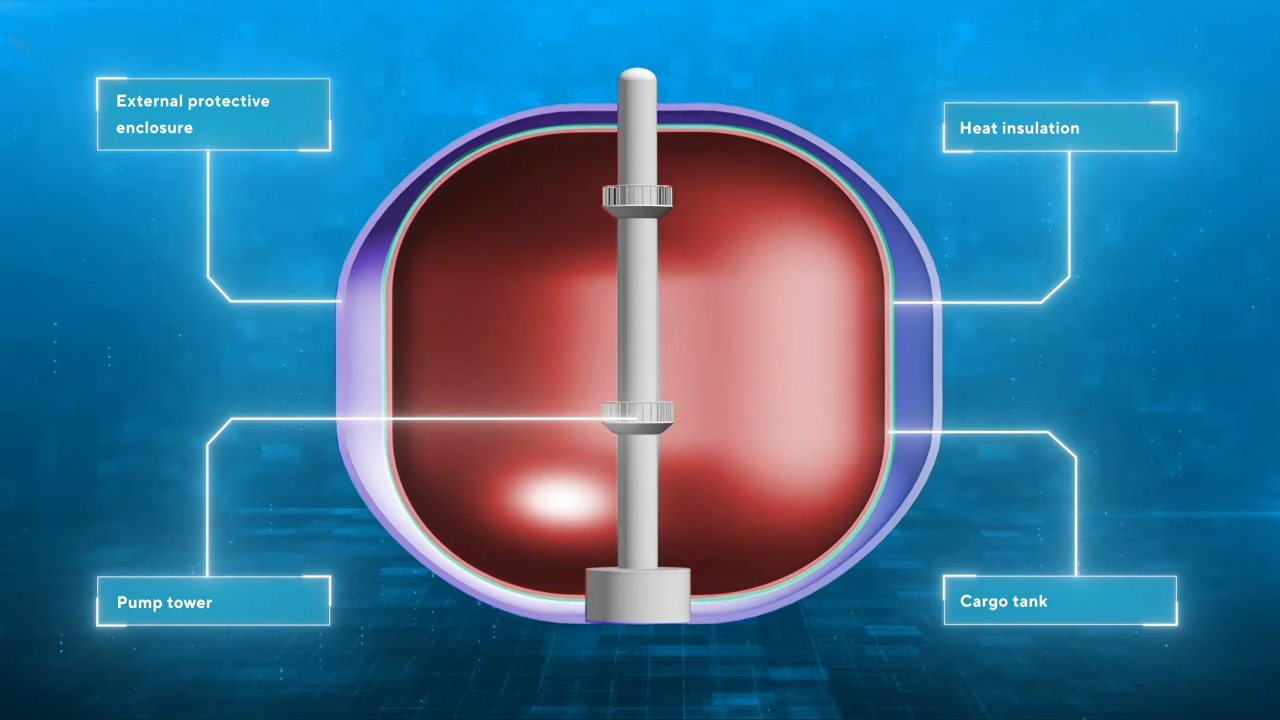 External protective
enclosure
Heat insulation
Pump tower
Cargo tank